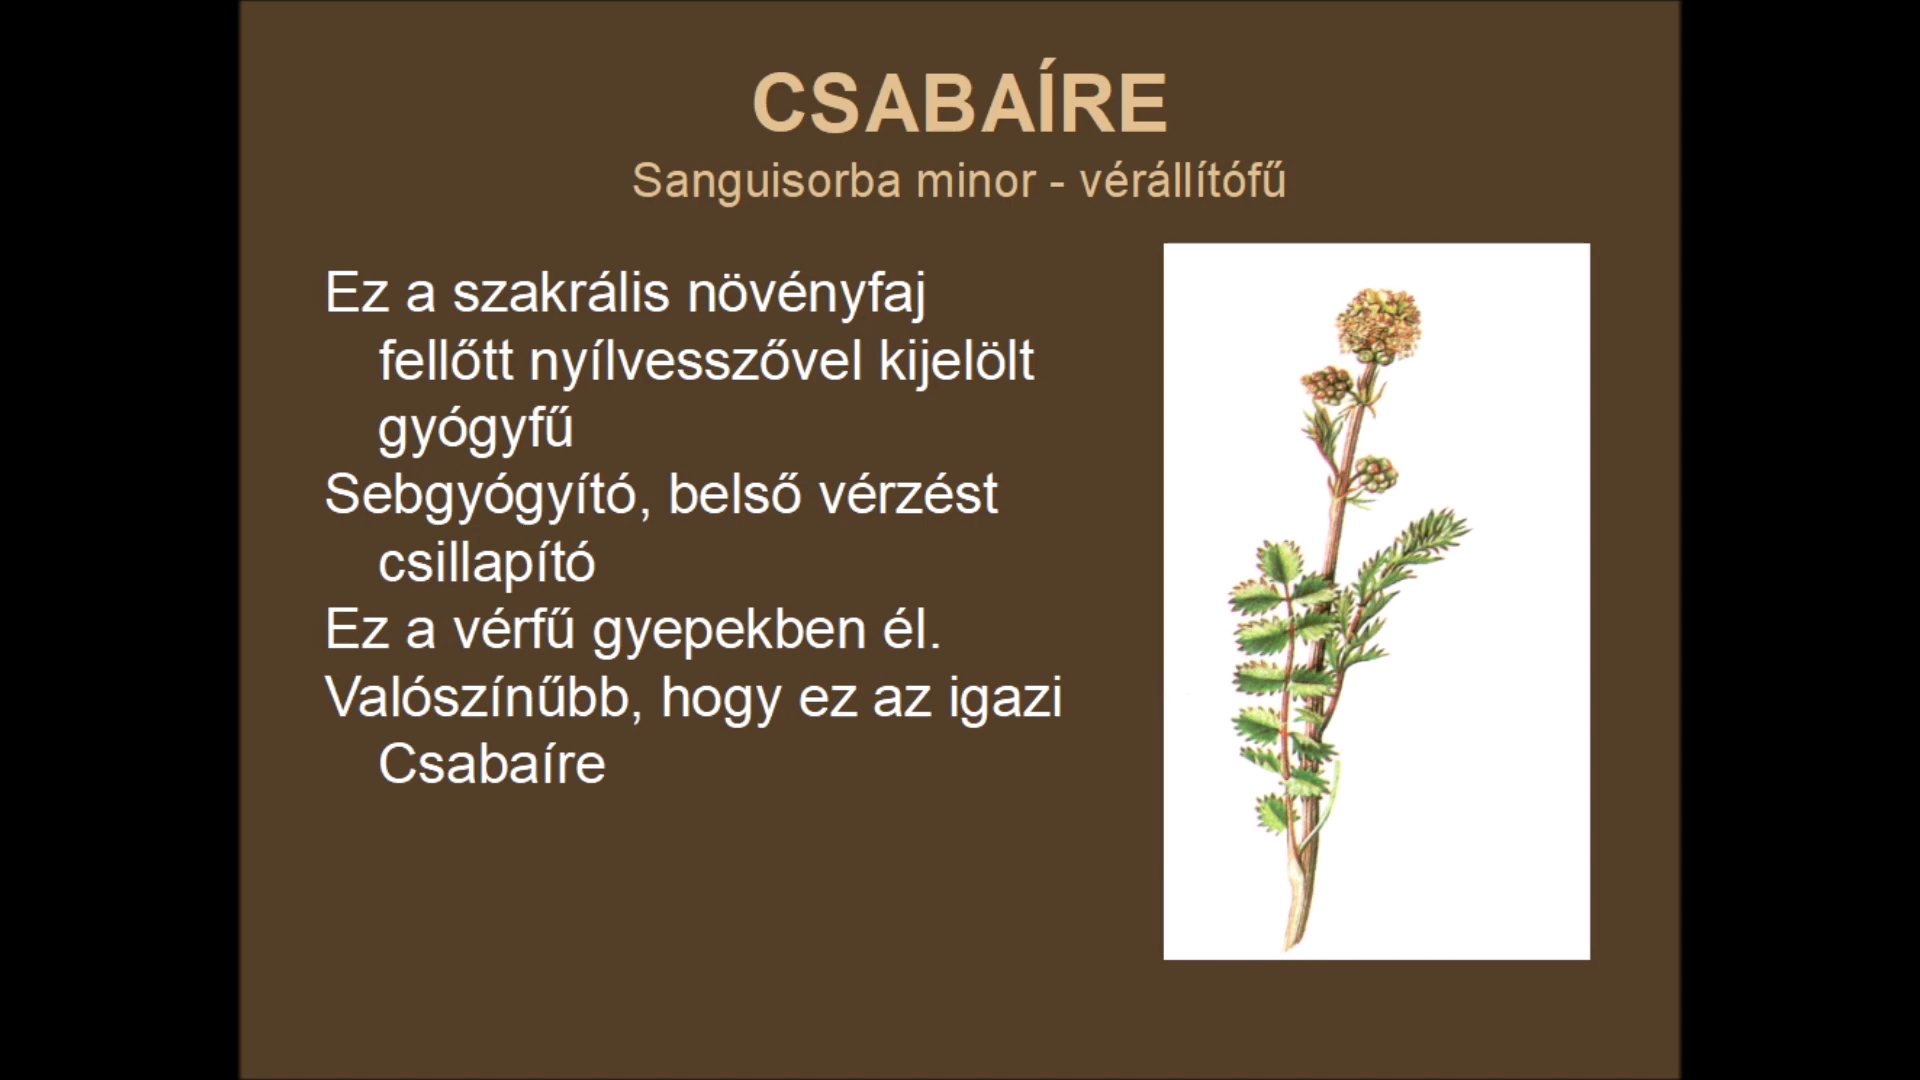 CSABAÍRE
Sanguisorba minor - vérállítófű
Ez a szakrális növényfaj
fellőtt nyílvesszővel kijelölt
gyógyfű
Sebgyógyító, belső vérzést
csillapító
Ez a vérfű gyepekben él.
Valószínűbb, hogy ez az igazi
Csabaíre